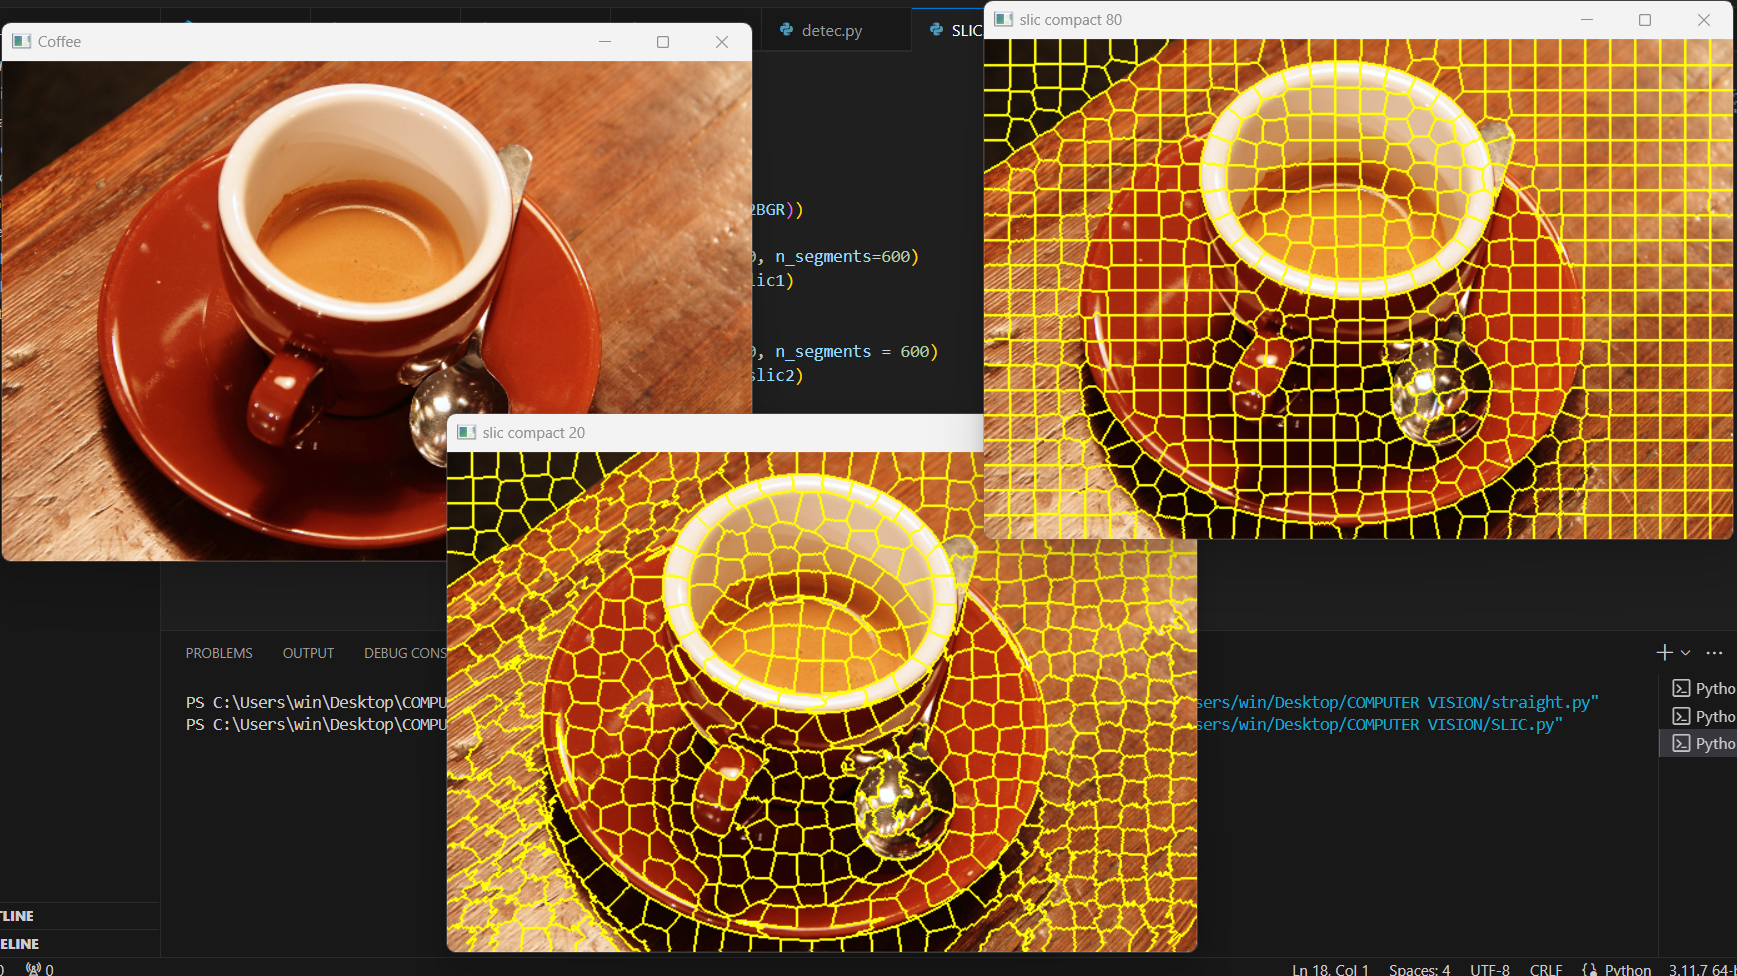 Coffee
detec.py
SLIC
slic compact 80
2BGR))
0, n_segments=600)
lic1)
0, n_segments = 600)
slic2)
slic compact 20
PROBLEMS
OUTPUT
DEBUG CONS
PS C:\Users\win\Desktop\COMPU
sers/win/Desktop/COMPUTER VISION/straight.py"
PS C:\Users\win\Desktop\COMPU
sers/win/Desktop/COMPUTER VISION/SLIC.py"
Pytho
Pytho
Pytho
TLINE
ELINE
0
Ln 18, Col 1
Spaces: 4
UTF-8
CRLF
{} Python
3.11.7 64-